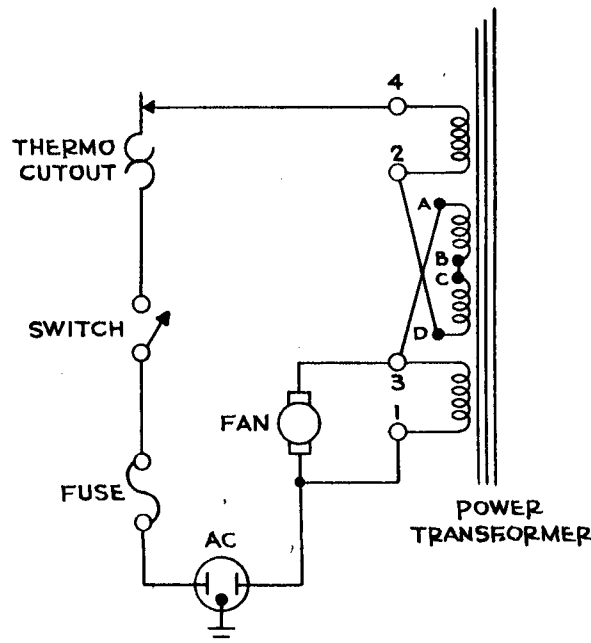 4
THERMO
CUTOUT
2
A
B
C
SWITCH
D
3
FAN
1
FUSE
AC
POWER
TRANSFORMER